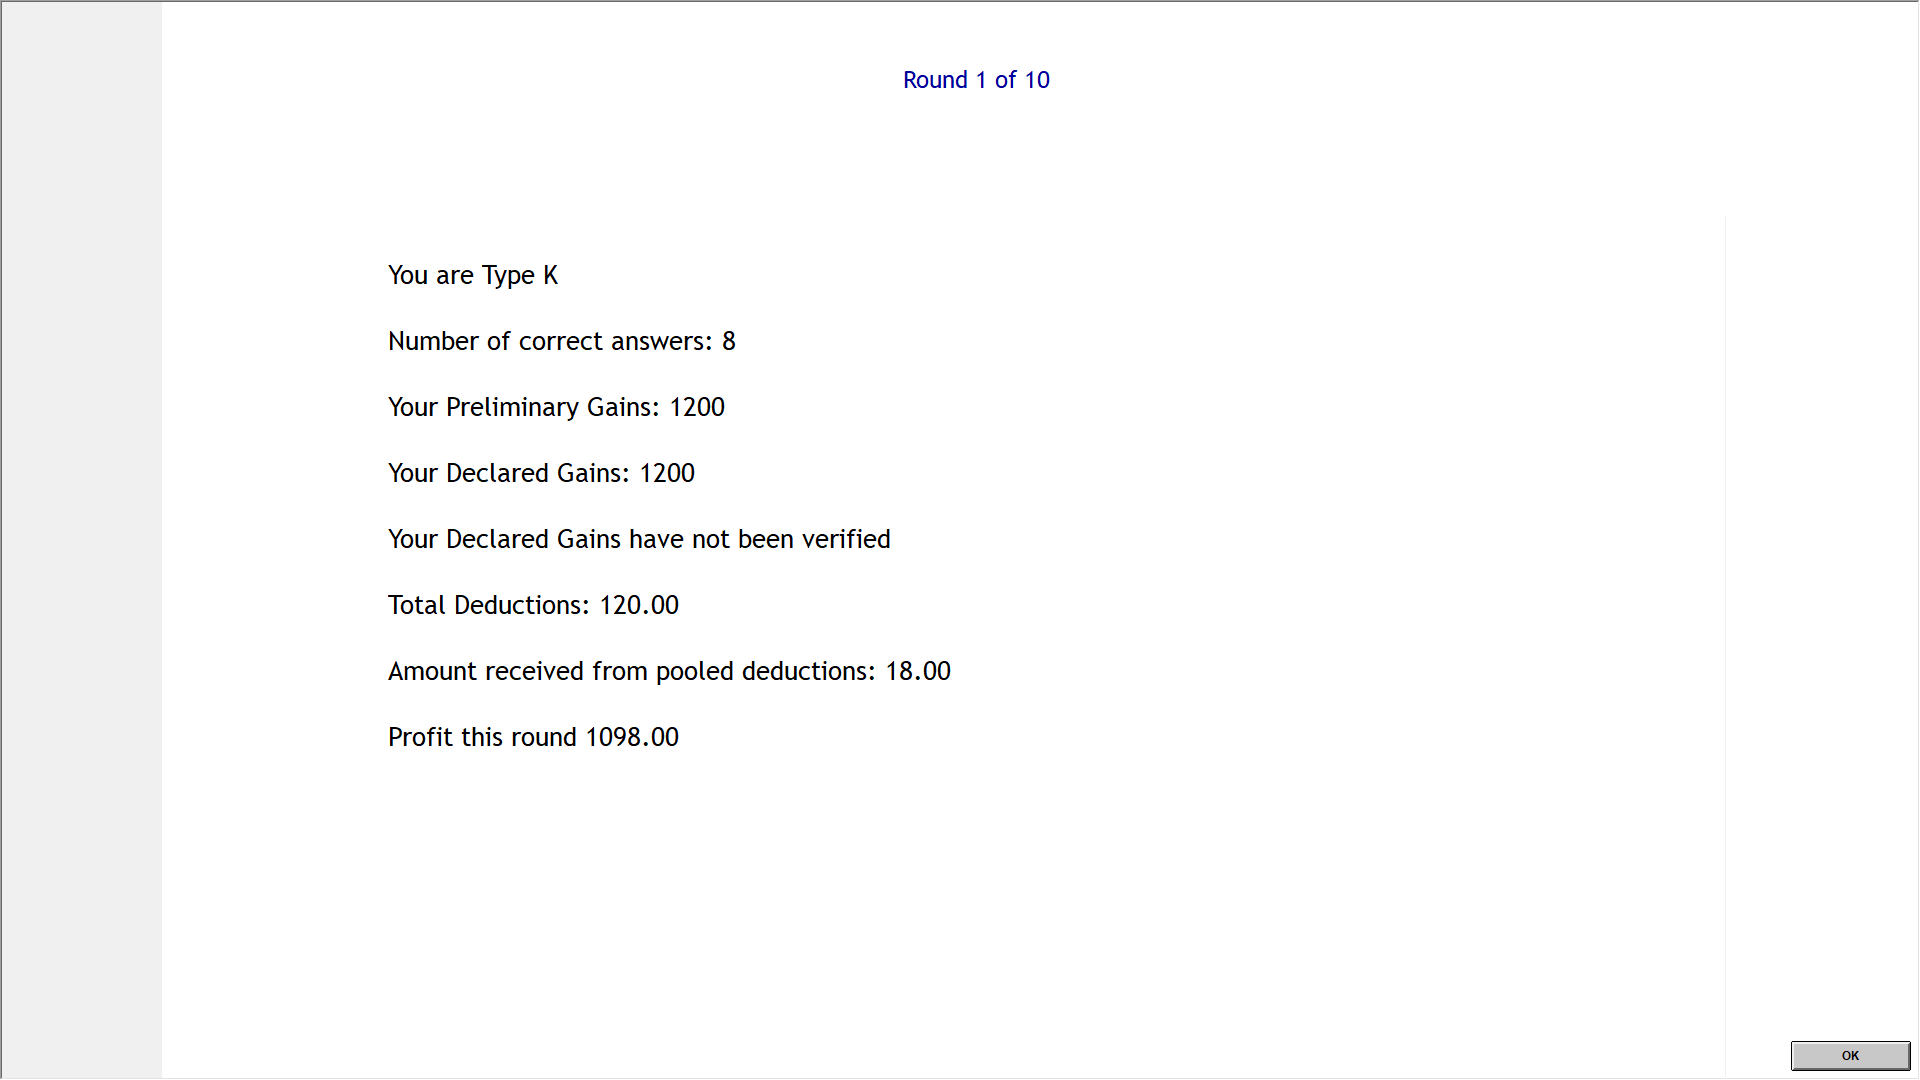 Round 1 of 10
You are Type K
Number of correct answers: 8
Your Preliminary Gains: 1200
Your Declared Gains: 1200
Your Declared Gains have not been verified
Total Deductions: 120.00
Amount received from pooled deductions: 18.00
Profit this round 1098.00
OK